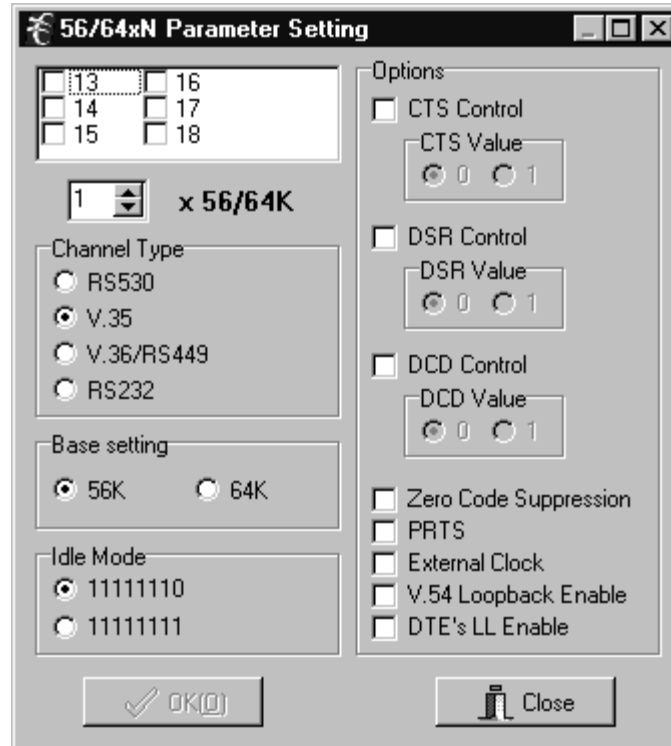 56/64xN Parameter Setting
13 16
14 17
15 18
1 x 56/64K
Channel Type
RS530
V.35
V.36/RS449
RS232
Base setting
56K 64K
Idle Mode
11111110
11111111
OK(O)
Options
CTS Control
CTS Value
0 1
DSR Control
DSR Value
0 1
DCD Control
DCD Value
0 1
Zero Code Suppression
PRTS
External Clock
V.54 Loopback Enable
DTE's LL Enable
Close